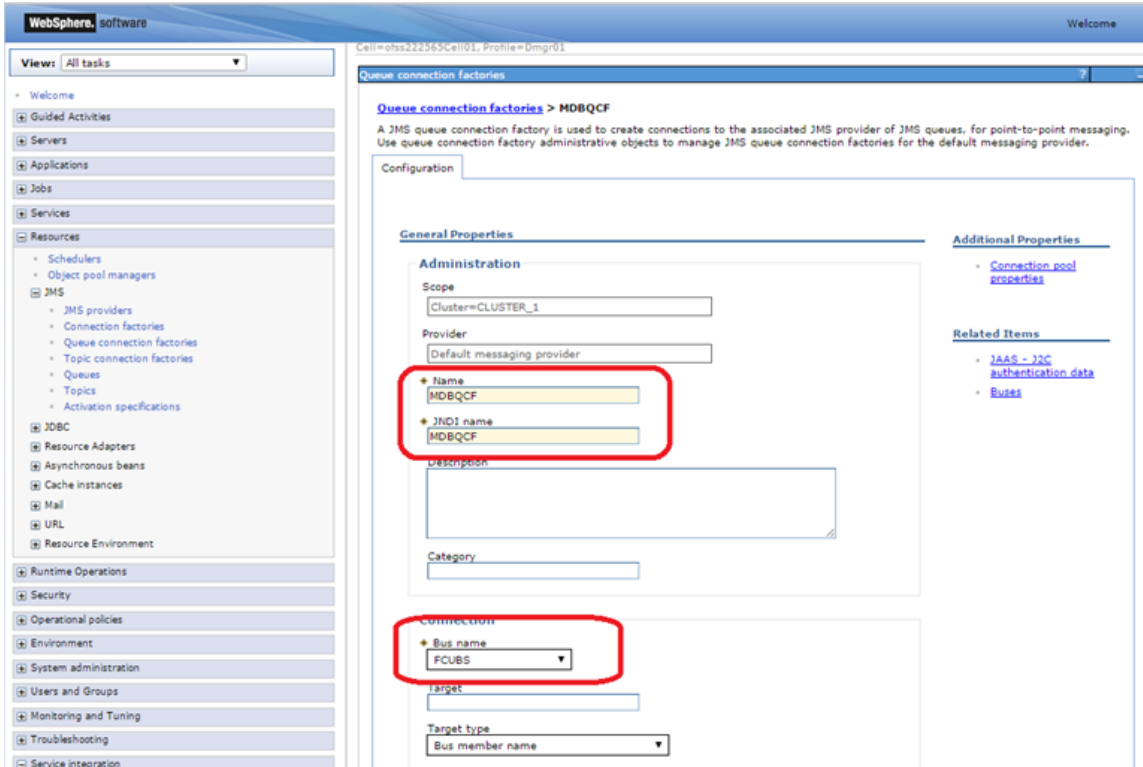 WebSphere. software
Welcome
View: All tasks
Cell=ofss222565Cell01, Profile=Dmgr01
Queue connection factories
?
Welcome
Guided Activities
Servers
Applications
Jobs
Services
Resources
Schedulers
Object pool managers
JMS
JMS providers
Connection factories
Queue connection factories
Topic connection factories
Queues
Topics
Activation specifications
JDBC
Resource Adapters
Asynchronous beans
Cache instances
Mail
URL
Resource Environment
Runtime Operations
Security
Operational policies
Environment
System administration
Users and Groups
Monitoring and Tuning
Troubleshooting
Service integration
Queue connection factories > MDBQCF
A JMS queue connection factory is used to create connections to the associated JMS provider of JMS queues, for point-to-point messaging.
Use queue connection factory administrative objects to manage JMS queue connection factories for the default messaging provider.
Configuration
General Properties
Administration
Scope
Cluster=CLUSTER_1
Provider
Default messaging provider
Name
MDBQCF
JNDI name
MDBQCF
Description
Category
Connection
Bus name
FCUBS
Target
Target type
Bus member name
Additional Properties
Connection pool
properties
Related Items
JAAS - J2C
authentication data
Buses